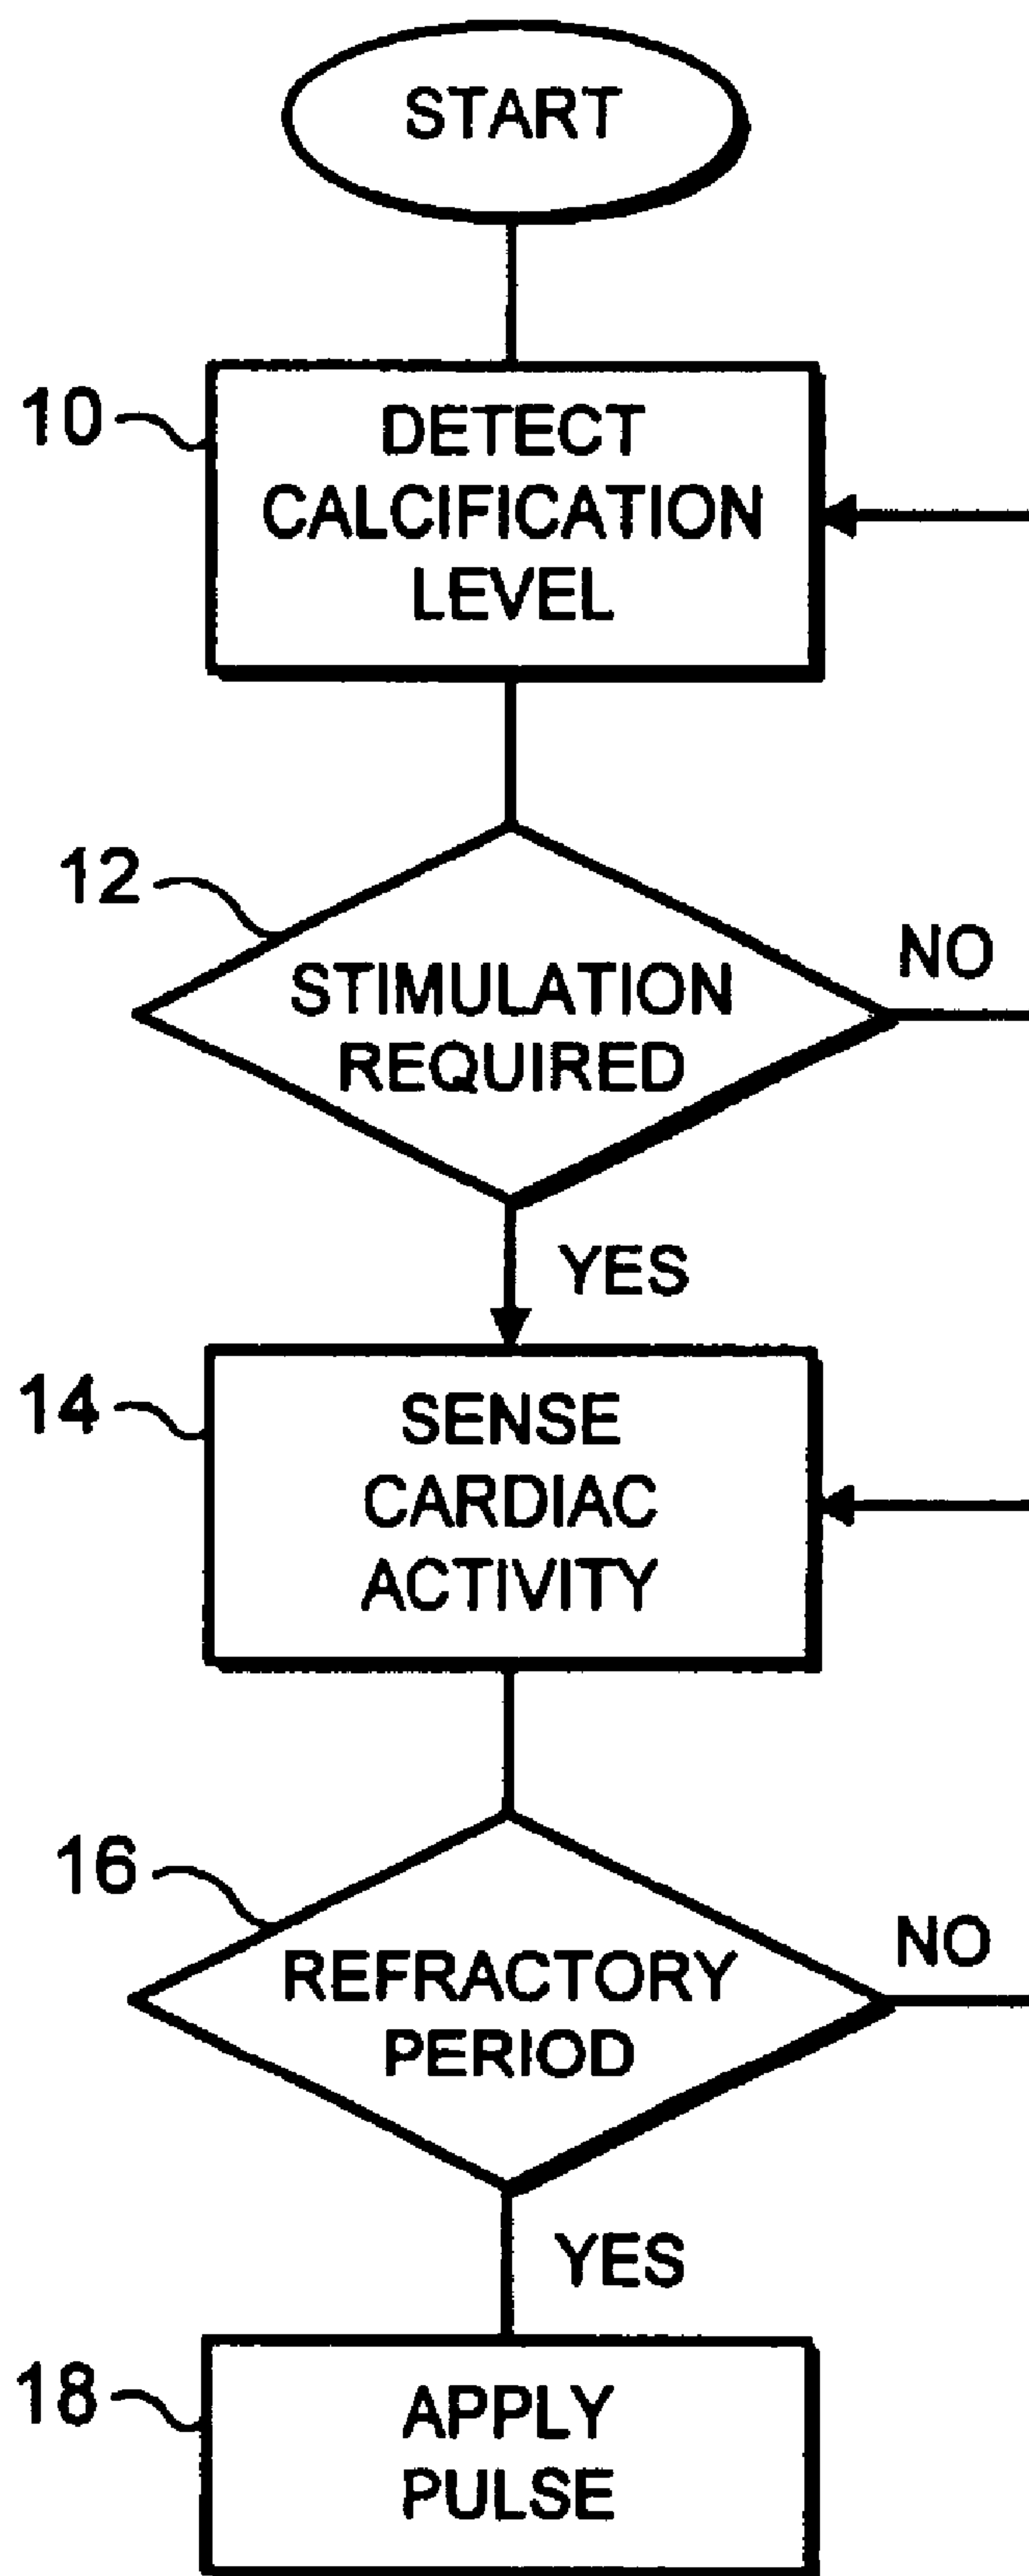 START
10
DETECT
CALCIFICATION
LEVEL
12
STIMULATION
REQUIRED
NO
YES
14
SENSE
CARDIAC
ACTIVITY
16
REFRACTORY
PERIOD
NO
YES
18
APPLY
PULSE